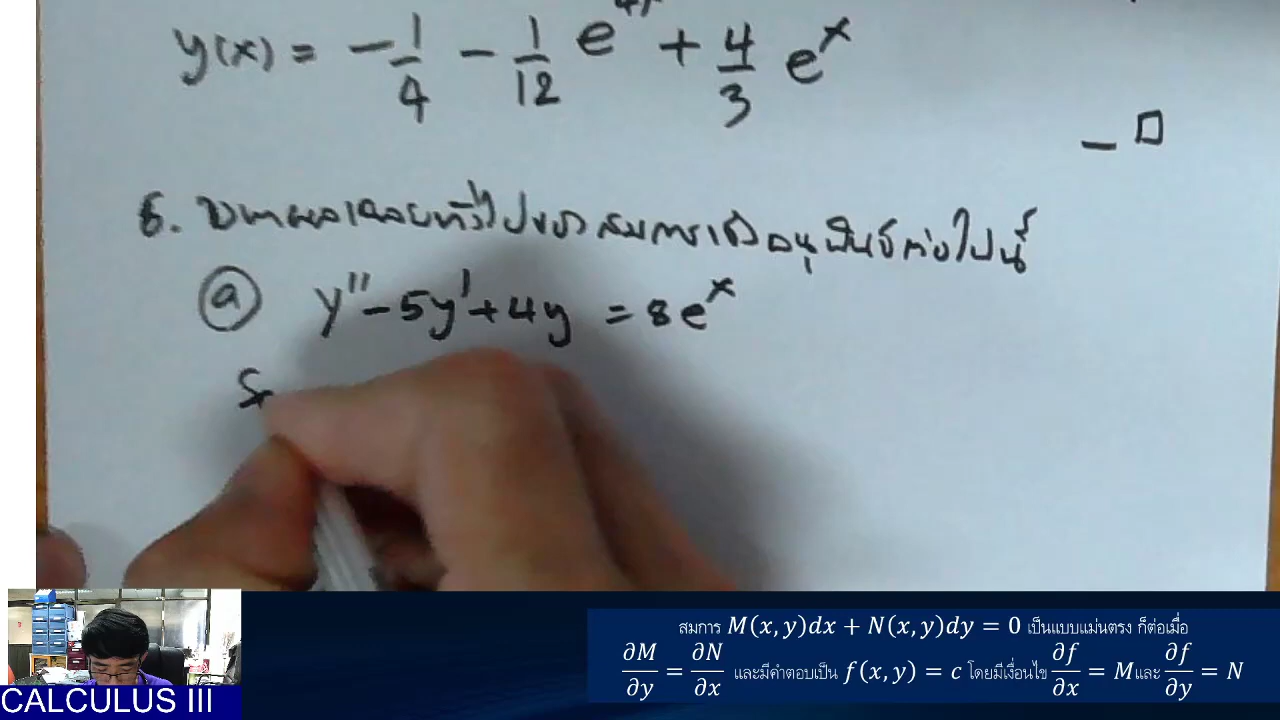 y(x) = -1/4 - 1/12 e^{4x} + 4/3 e^x
— □
6. จงหาผลเฉลยทั่วไปของสมการเชิงอนุพันธ์ต่อไปนี้
ⓐ y'' - 5y' + 4y = 8e^x
สมการ M(x,y)dx + N(x,y)dy = 0 เป็นแบบแม่นตรง ก็ต่อเมื่อ
∂M/∂y = ∂N/∂x และมีคำตอบเป็น f(x,y) = c โดยมีเงื่อนไข ∂f/∂x = M และ ∂f/∂y = N
CALCULUS III